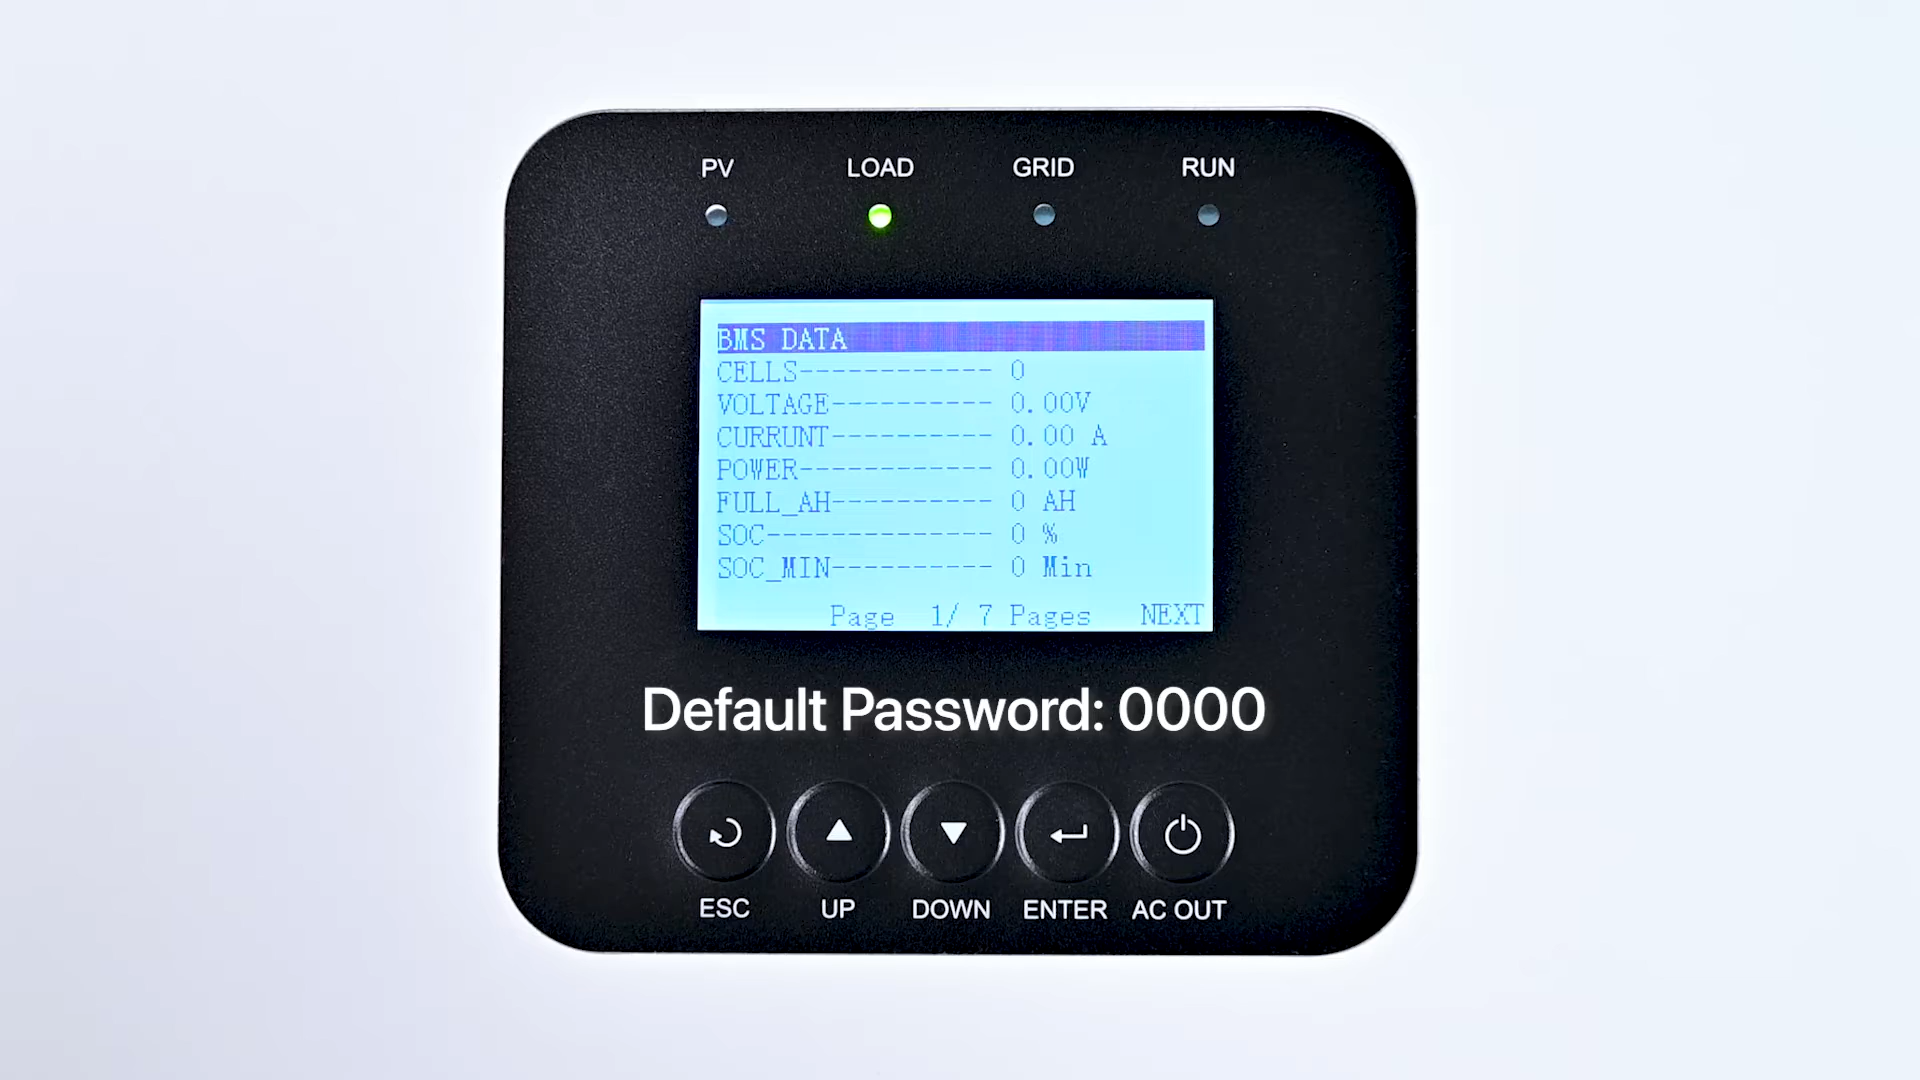 PV LOAD GRID RUN
BMS DATA
CELLS------------ 0
VOLTAGE---------- 0.00V
CURRUNT---------- 0.00 A
POWER------------ 0.00W
FULL_AH---------- 0 AH
SOC-------------- 0 %
SOC_MIN---------- 0 Min
Page 1/ 7 Pages NEXT
Default Password: 0000
ESC UP DOWN ENTER AC OUT